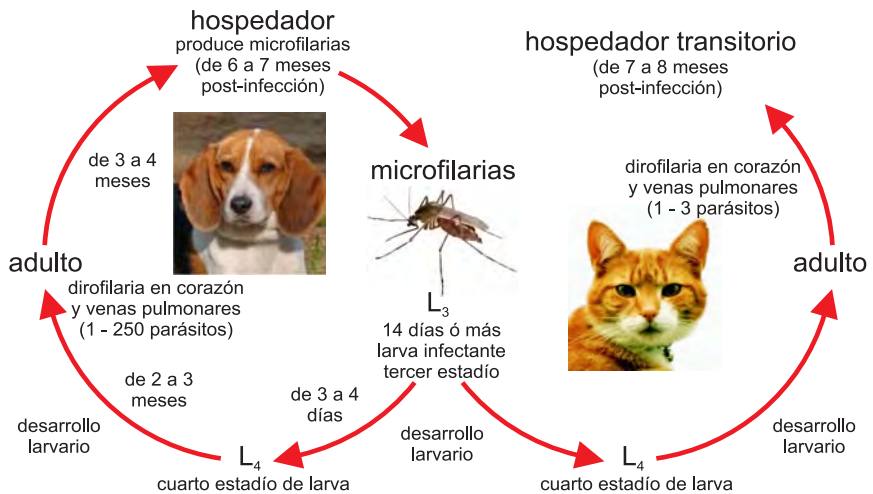 hospedador
produce microfilarias
(de 6 a 7 meses
post-infección)
hospedador transitorio
(de 7 a 8 meses
post-infección)
de 3 a 4
meses
microfilarias
dirofilaria en corazón
y venas pulmonares
(1 - 3 parásitos)
adulto
dirofilaria en corazón
y venas pulmonares
(1 - 250 parásitos)
adulto
L3
14 días ó más
larva infectante
tercer estadío
de 2 a 3
meses
de 3 a 4
días
desarrollo
larvario
desarrollo
larvario
desarrollo
larvario
L4
cuarto estadío de larva
L4
cuarto estadío de larva